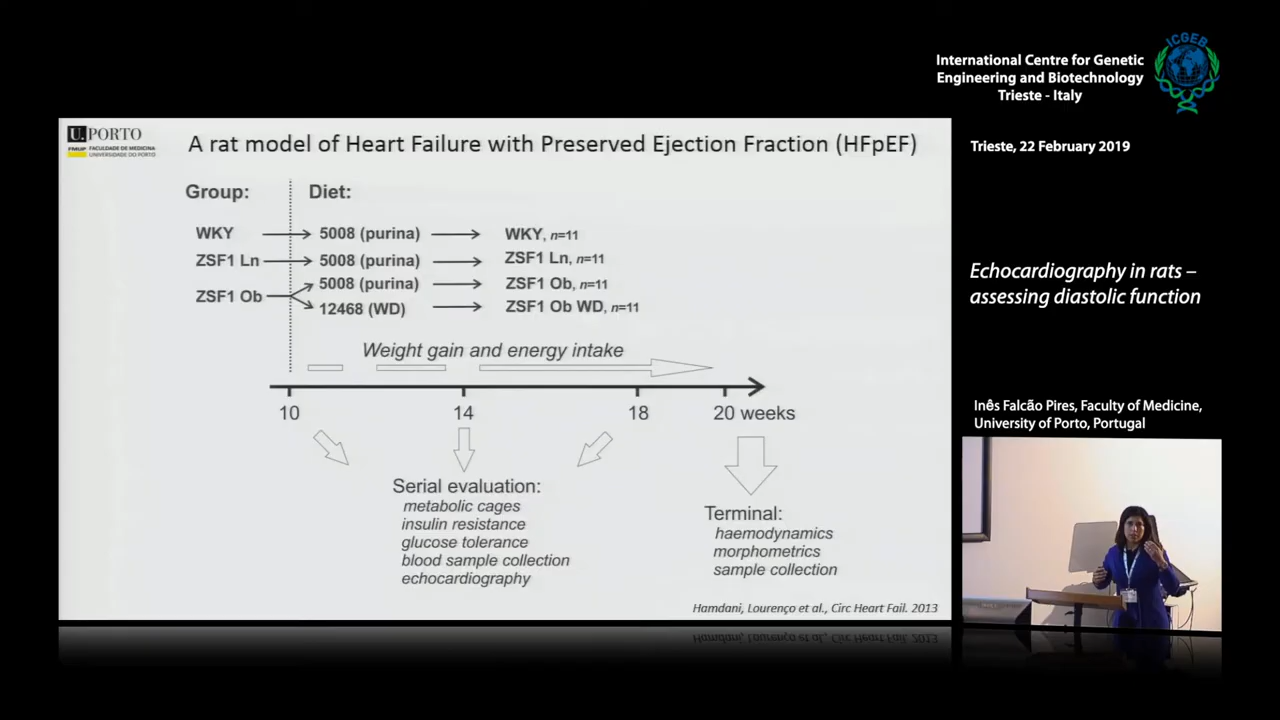 U.PORTO
FMUP FACULDADE DE MEDICINA
UNIVERSIDADE DO PORTO
A rat model of Heart Failure with Preserved Ejection Fraction (HFpEF)
Group: Diet:
WKY 5008 (purina) WKY, n=11
ZSF1 Ln 5008 (purina) ZSF1 Ln, n=11
ZSF1 Ob 5008 (purina) ZSF1 Ob, n=11
12468 (WD) ZSF1 Ob WD, n=11
Weight gain and energy intake
10 14 18 20 weeks
Serial evaluation:
metabolic cages
insulin resistance
glucose tolerance
blood sample collection
echocardiography
Terminal:
haemodynamics
morphometrics
sample collection
Hamdani, Lourenço et al., Circ Heart Fail. 2013
International Centre for Genetic
Engineering and Biotechnology
Trieste - Italy
ICGEB
Trieste, 22 February 2019
Echocardiography in rats –
assessing diastolic function
Inês Falcão Pires, Faculty of Medicine,
University of Porto, Portugal